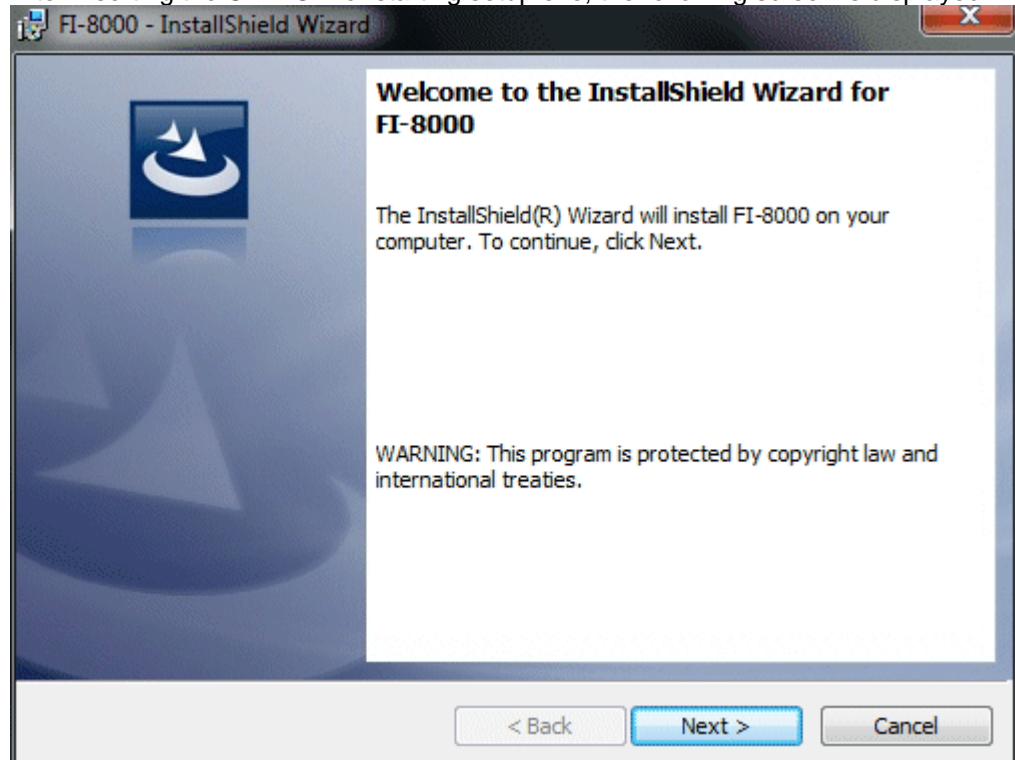 FI-8000 - InstallShield Wizard
Welcome to the InstallShield Wizard for
FI-8000
The InstallShield(R) Wizard will install FI-8000 on your
computer. To continue, click Next.
WARNING: This program is protected by copyright law and
international treaties.
< Back
Next >
Cancel